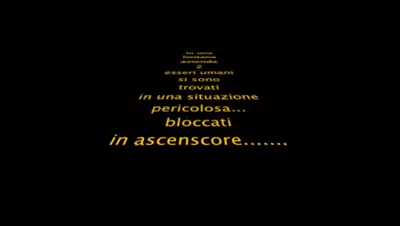 in una
lontana
azienda
2
esseri umani
si sono
trovati
in una situazione
pericolosa...
bloccati
in ascenscore.......